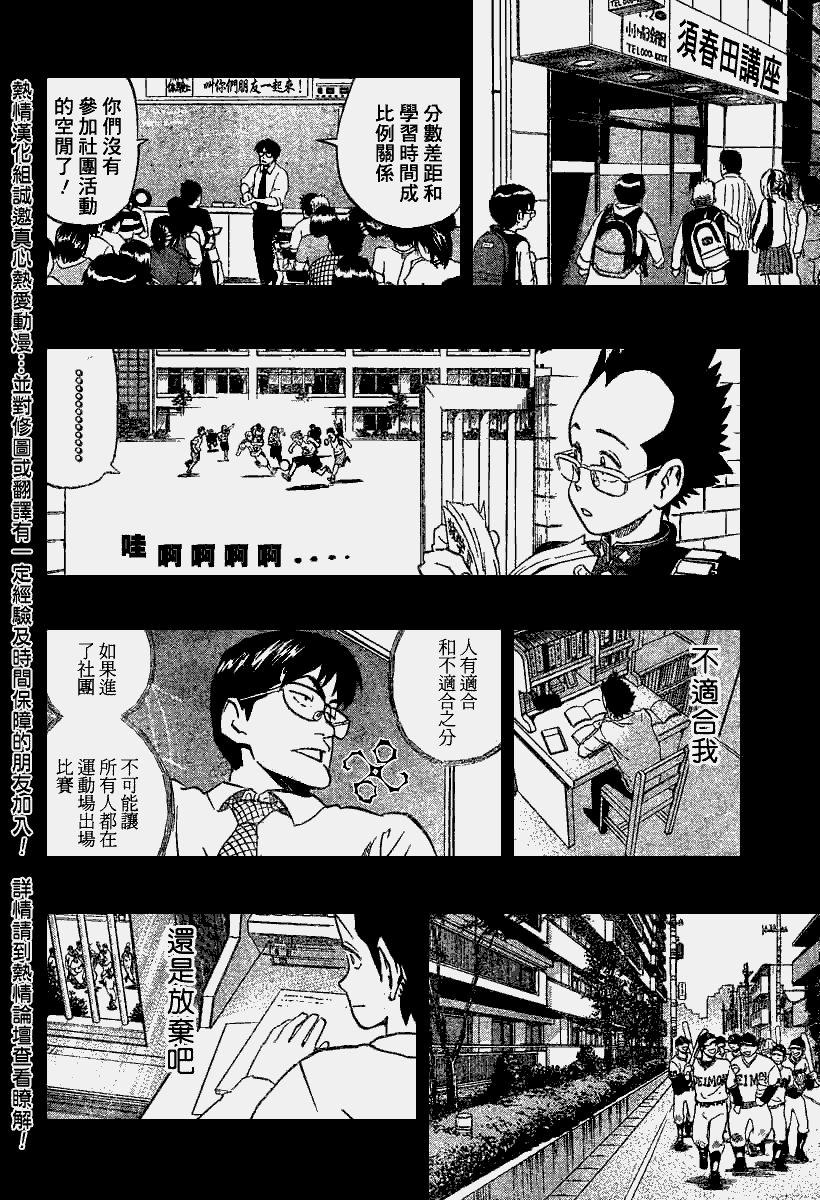 TEL 000-
小小
TEL000-0000
須春田講座
分數差距和
學習時間成
比例關係
叫你們朋友一起來!
你們沒有
參加社團活動
的空閒了!
…………
哇 啊啊啊啊....
不適合我
人有適合
和不適合之分
如果進
了社團
不可能讓
所有人都在
運動場出場
比賽
DEIMON
DEIMON
還是放棄吧
熱情漢化組誠邀真心熱愛動漫…並對修圖或翻譯有一定經驗及時間保障的朋友加入! 詳情請到熱情論壇查看瞭解!